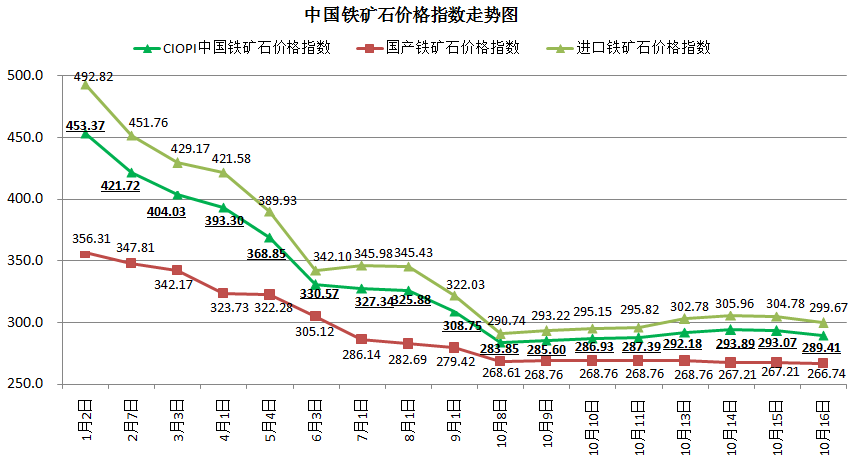 中国铁矿石价格指数走势图
CIOPI中国铁矿石价格指数 国产铁矿石价格指数 进口铁矿石价格指数
500.0
450.0
400.0
350.0
300.0
250.0
492.82 451.76 429.17 421.58 389.93 342.10 345.98 345.43 322.03 290.74 293.22 295.15 295.82 302.78 305.96 304.78 299.67
453.37 421.72 404.03 393.30 368.85 330.57 327.34 325.88 308.75 283.85 285.60 286.93 287.39 292.18 293.89 293.07 289.41
356.31 347.81 342.17 323.73 322.28 305.12 286.14 282.69 279.42 268.61 268.76 268.76 268.76 268.76 267.21 267.21 266.74
1月2日 2月7日 3月3日 4月1日 5月4日 6月3日 7月1日 8月1日 9月1日 10月8日 10月9日 10月10日 10月11日 10月13日 10月14日 10月15日 10月16日